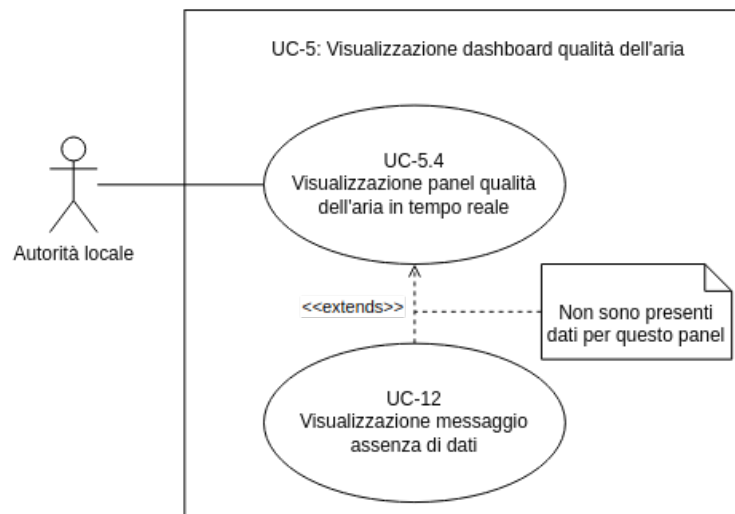 UC-5: Visualizzazione dashboard qualità dell'aria
UC-5.4
Visualizzazione panel qualità
dell'aria in tempo reale
Autorità locale
<<extends>>
Non sono presenti
dati per questo panel
UC-12
Visualizzazione messaggio
assenza di dati